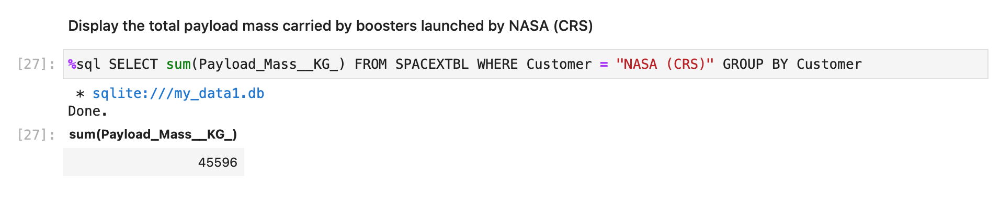 Display the total payload mass carried by boosters launched by NASA (CRS)
[27]: %sql SELECT sum(Payload_Mass__KG_) FROM SPACEXTBL WHERE Customer = "NASA (CRS)" GROUP BY Customer
* sqlite:///my_data1.db
Done.
[27]: sum(Payload_Mass__KG_)
45596